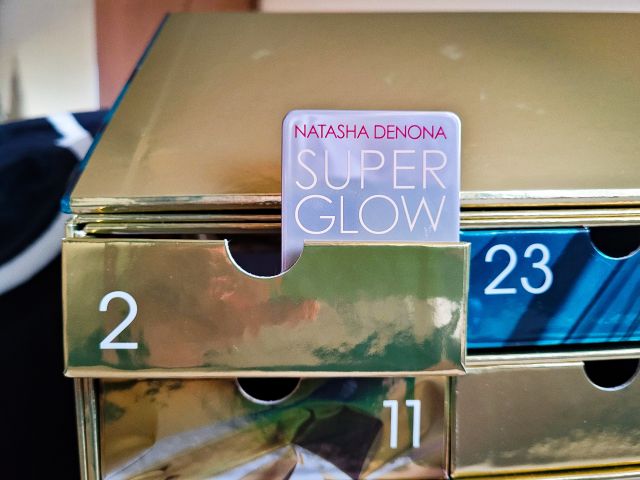 NATASHA DENONA
SUPER
GLOW
2
23
11